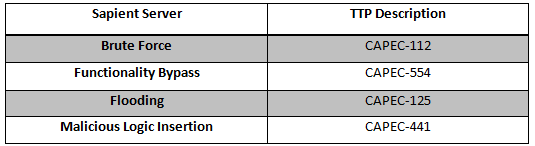 Sapient Server TTP Description
Brute Force CAPEC-112
Functionality Bypass CAPEC-554
Flooding CAPEC-125
Malicious Logic Insertion CAPEC-441